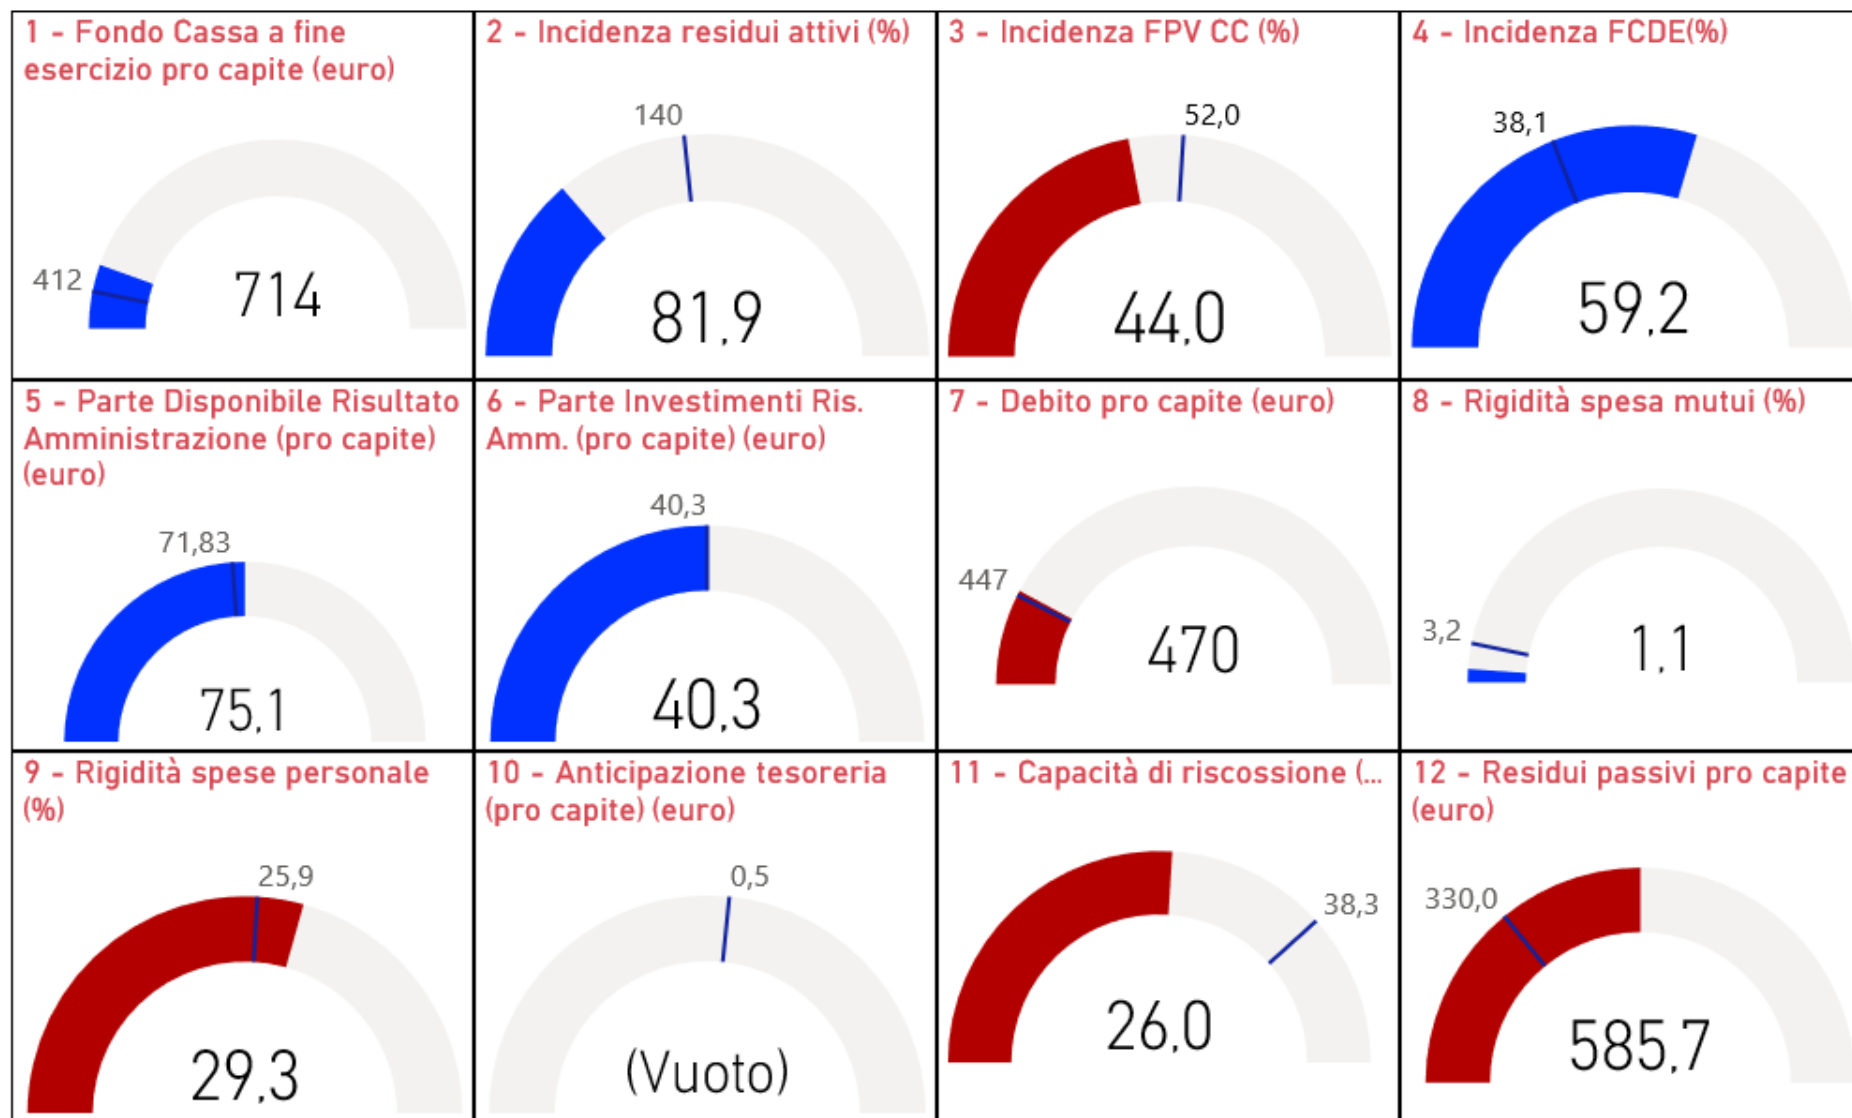 1 - Fondo Cassa a fine
esercizio pro capite (euro)
412
714
2 - Incidenza residui attivi (%)
140
81,9
3 - Incidenza FPV CC (%)
52,0
44,0
4 - Incidenza FCDE(%)
38,1
59,2
5 - Parte Disponibile Risultato
Amministrazione (pro capite)
(euro)
71,83
75,1
6 - Parte Investimenti Ris.
Amm. (pro capite) (euro)
40,3
40,3
7 - Debito pro capite (euro)
447
470
8 - Rigidità spesa mutui (%)
3,2
1,1
9 - Rigidità spese personale
(%)
25,9
29,3
10 - Anticipazione tesoreria
(pro capite) (euro)
0,5
(Vuoto)
11 - Capacità di riscossione (...
38,3
26,0
12 - Residui passivi pro capite
(euro)
330,0
585,7